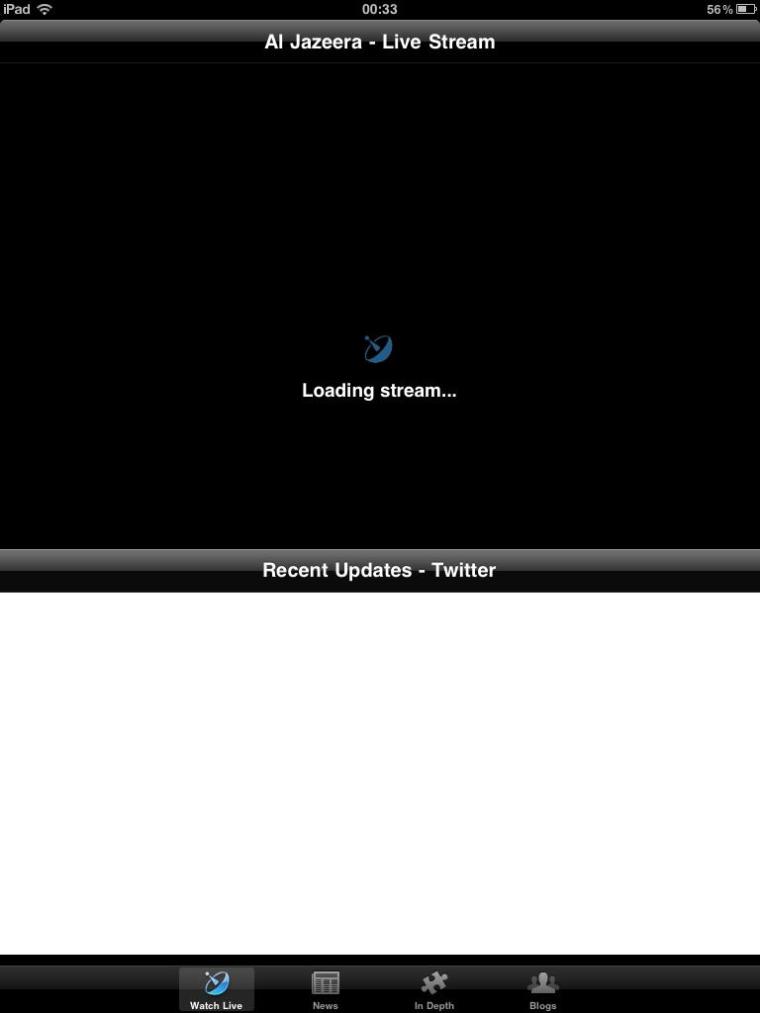 iPad
00:33
56%
Al Jazeera - Live Stream
Loading stream...
Recent Updates - Twitter
Watch Live
News
In Depth
Blogs